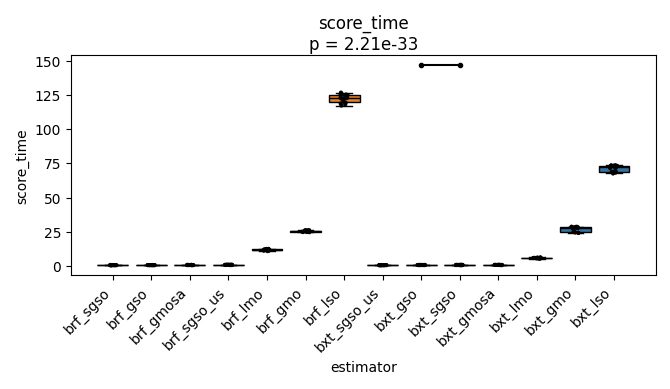 score_time
p = 2.21e-33
score_time
150
125
100
75
50
25
0
brf_sgso
brf_gso
brf_gmosa
brf_sgso_us
brf_lmo
brf_gmo
brf_lso
bxt_sgso_us
bxt_gso
bxt_sgso
bxt_gmosa
bxt_lmo
bxt_gmo
bxt_lso
estimator